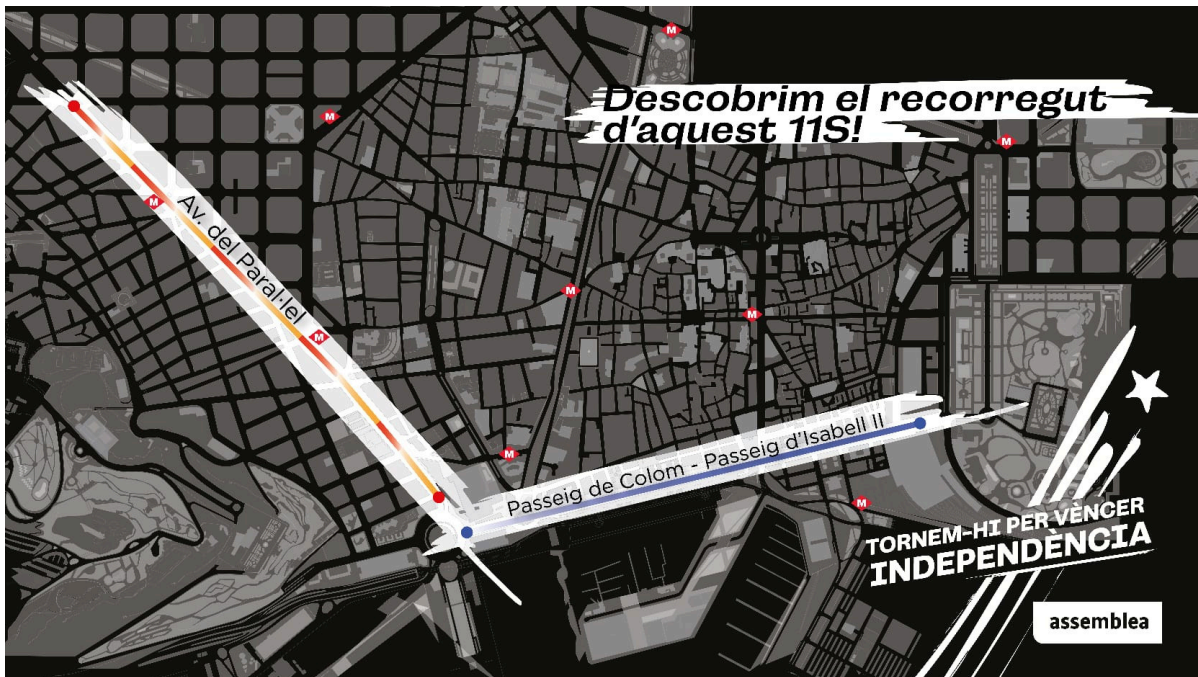 Descobrim el recorregut
d'aquest 11S!
M
M
M
M
Av. del Paral·lel
M
M
M
M
Passeig de Colom - Passeig d'Isabell II
M
TORNEM-HI PER VÈNCER
INDEPENDÈNCIA
assemblea